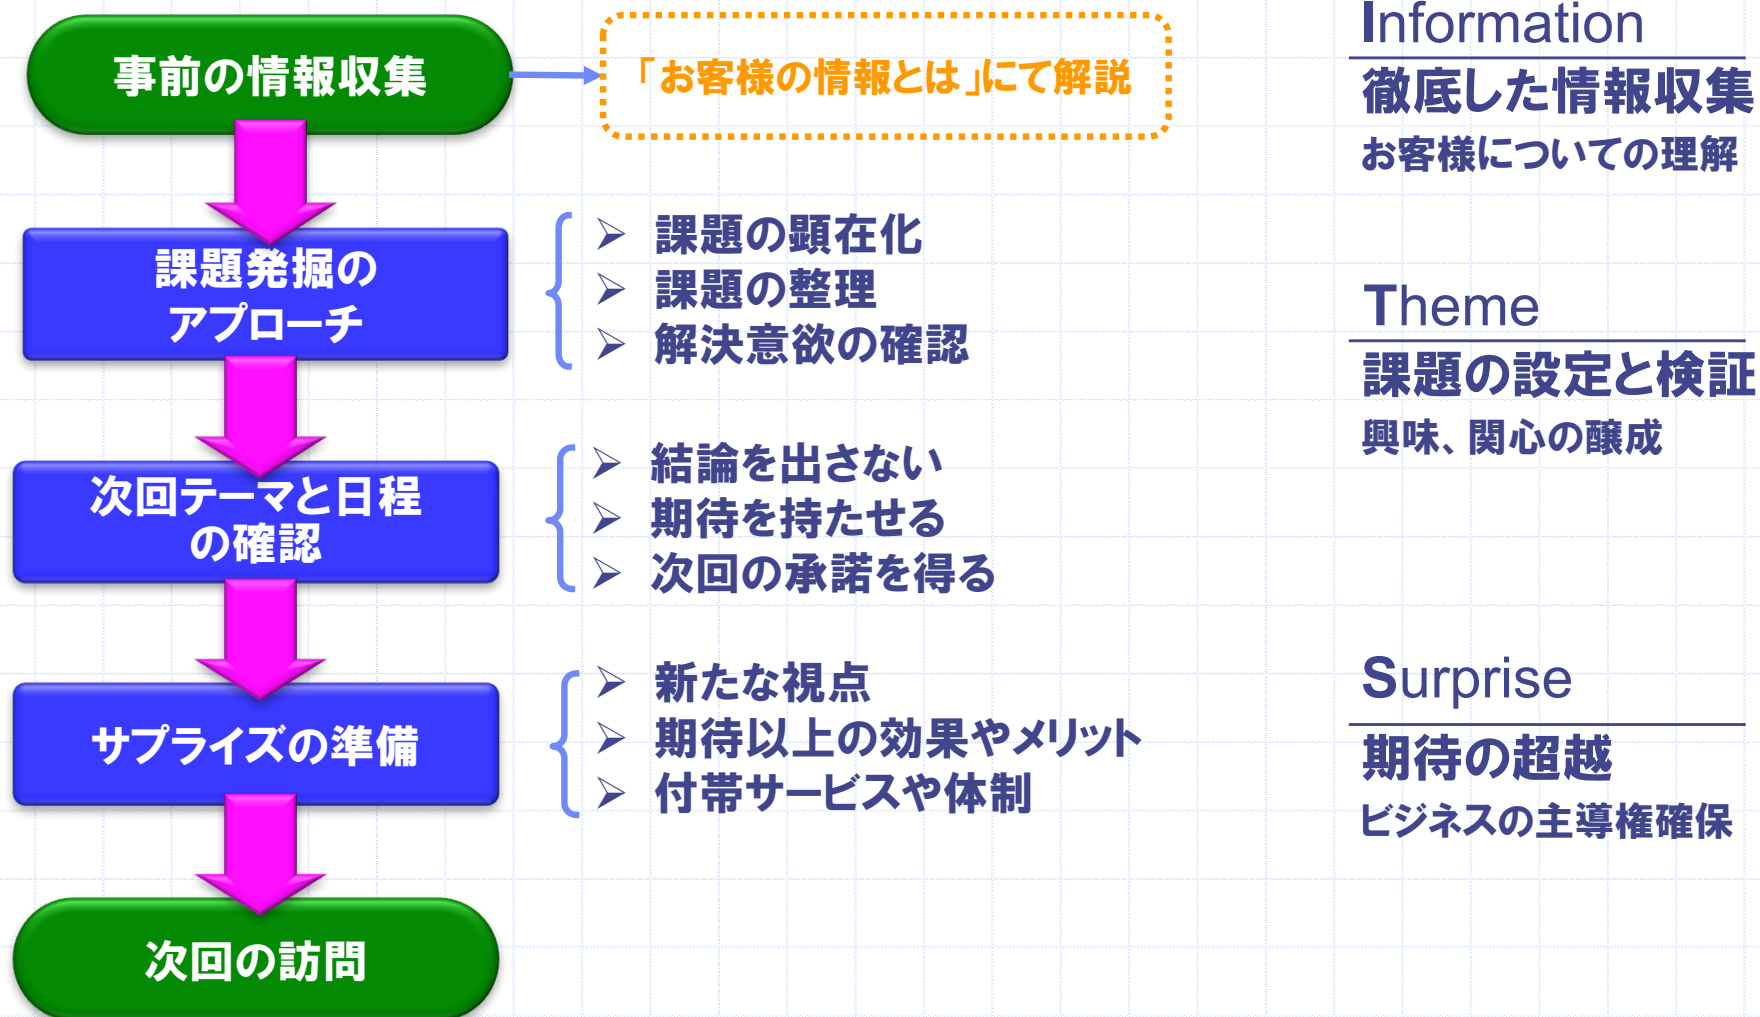 事前の情報収集
「お客様の情報とは」にて解説
課題発掘の
アプローチ
➢ 課題の顕在化
➢ 課題の整理
➢ 解決意欲の確認
次回テーマと日程
の確認
➢ 結論を出さない
➢ 期待を持たせる
➢ 次回の承諾を得る
サプライズの準備
➢ 新たな視点
➢ 期待以上の効果やメリット
➢ 付帯サービスや体制
次回の訪問
Information
徹底した情報収集
お客様についての理解
Theme
課題の設定と検証
興味、関心の醸成
Surprise
期待の超越
ビジネスの主導権確保